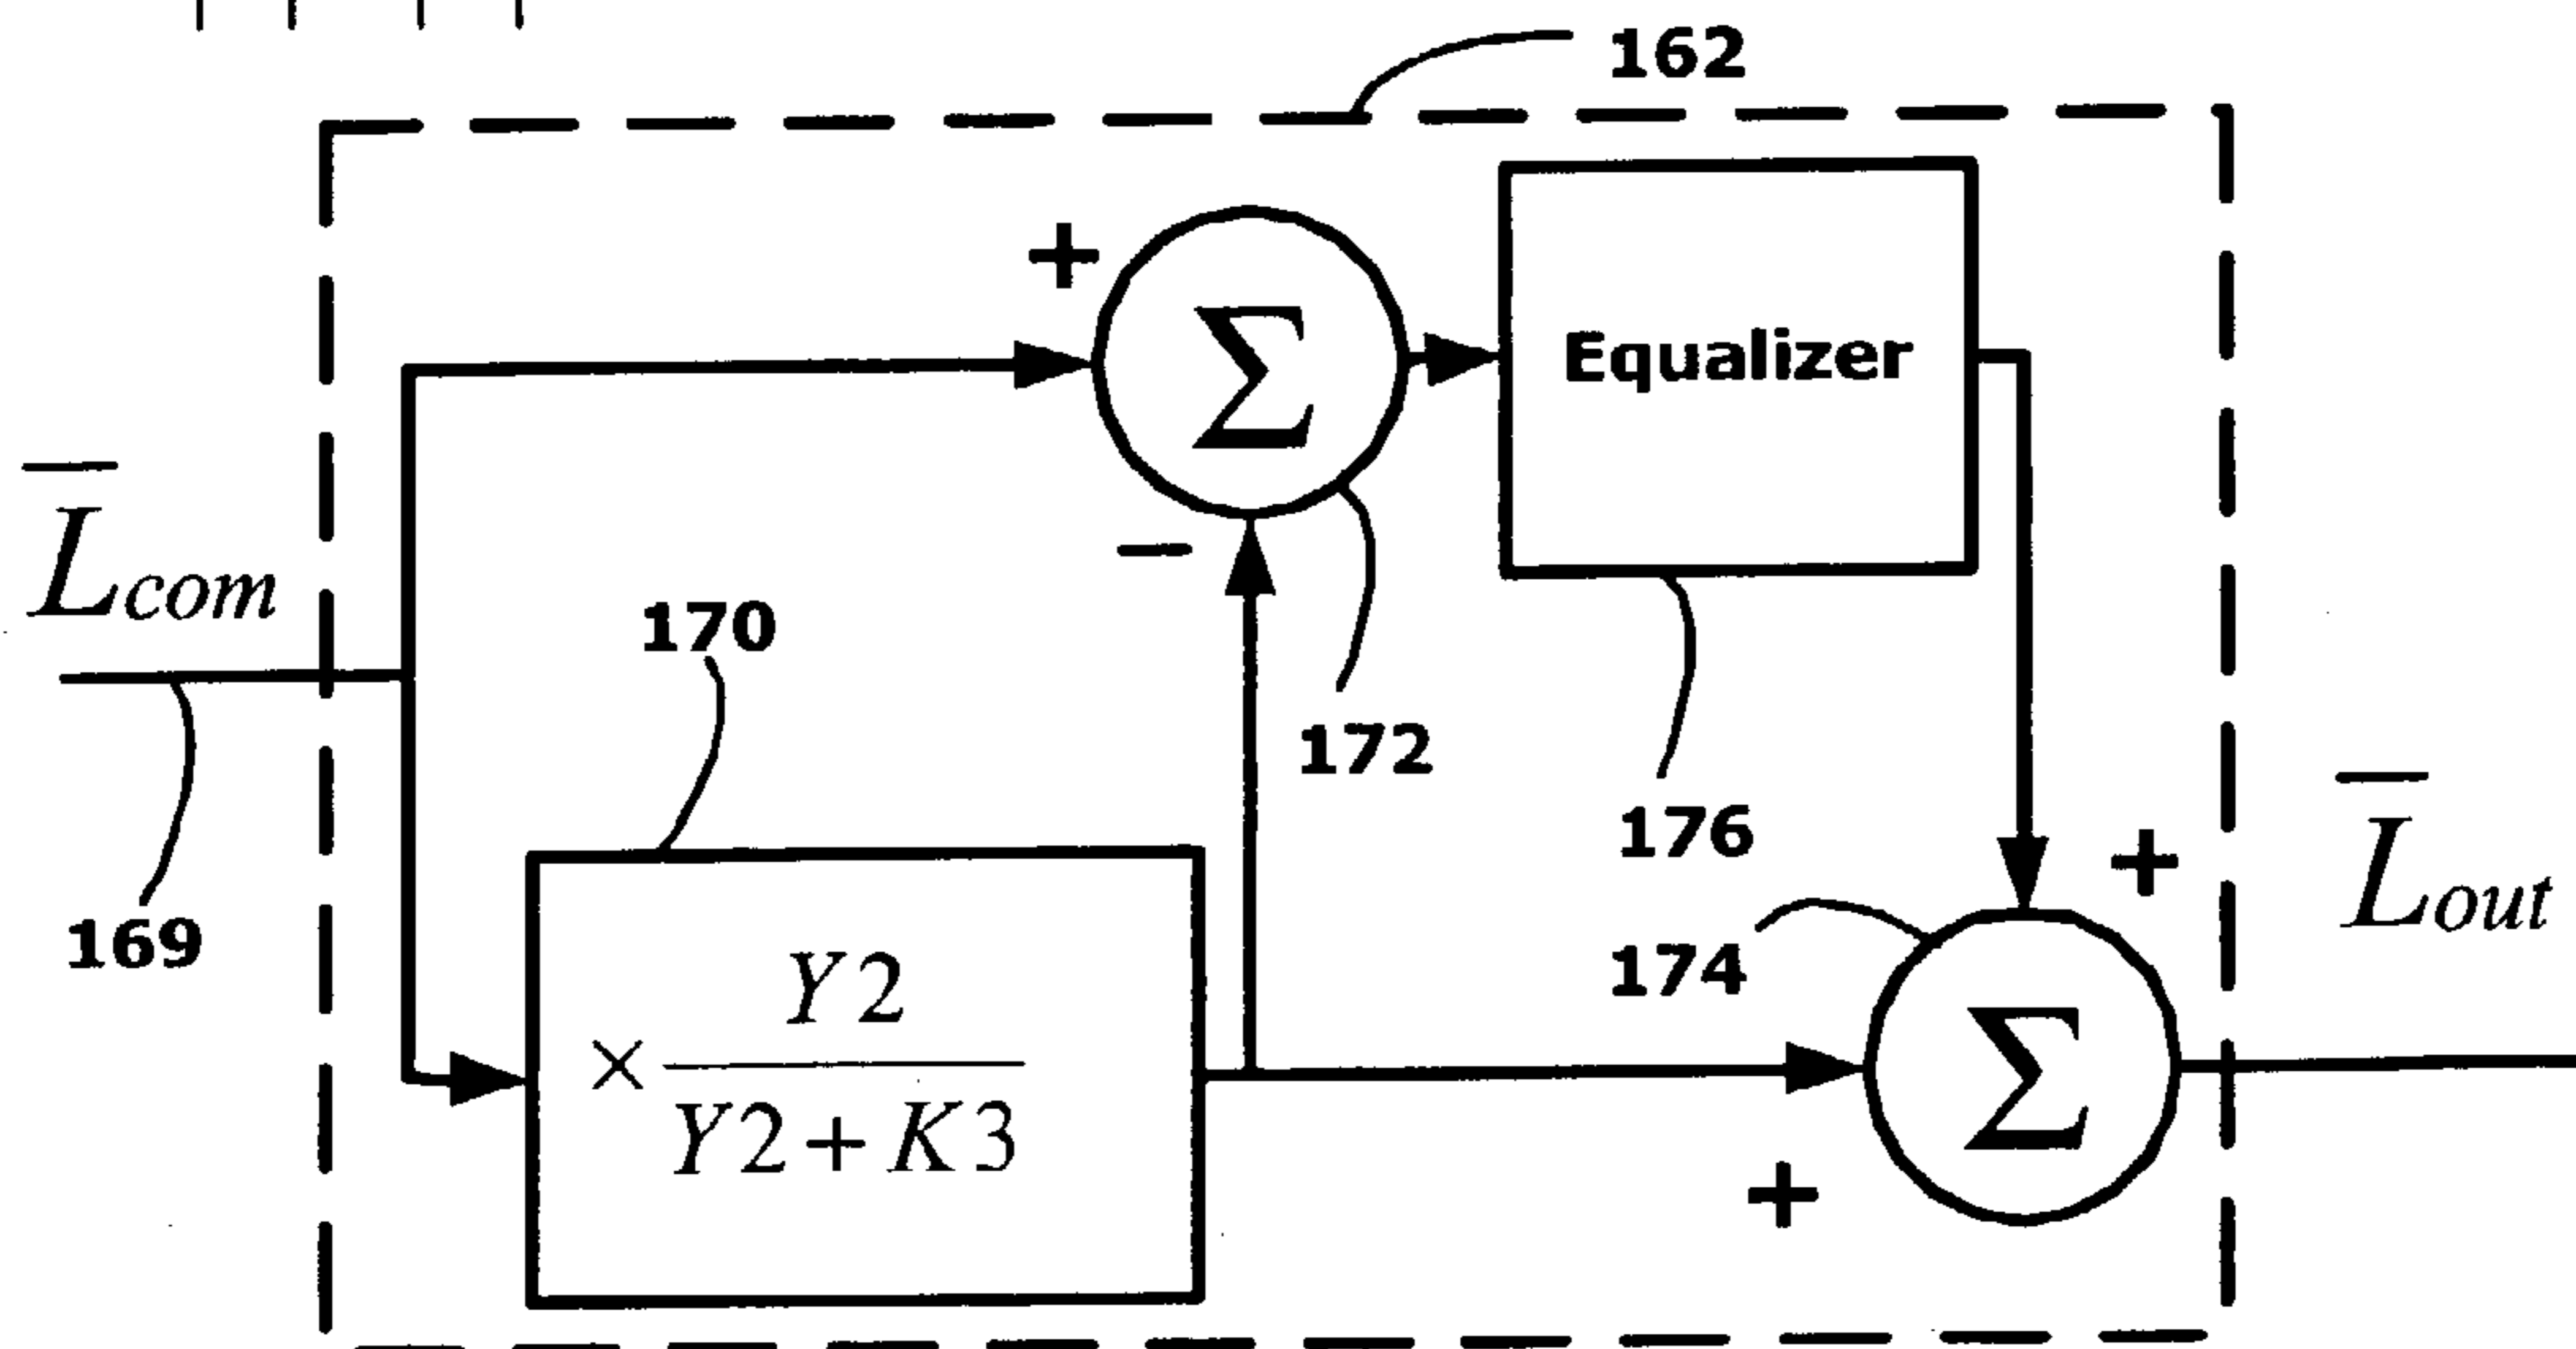 162
+
Σ
Equalizer
L̅com
−
170
172
176
169
× Y2 / (Y2 + K3)
174
+
L̅out
Σ
+